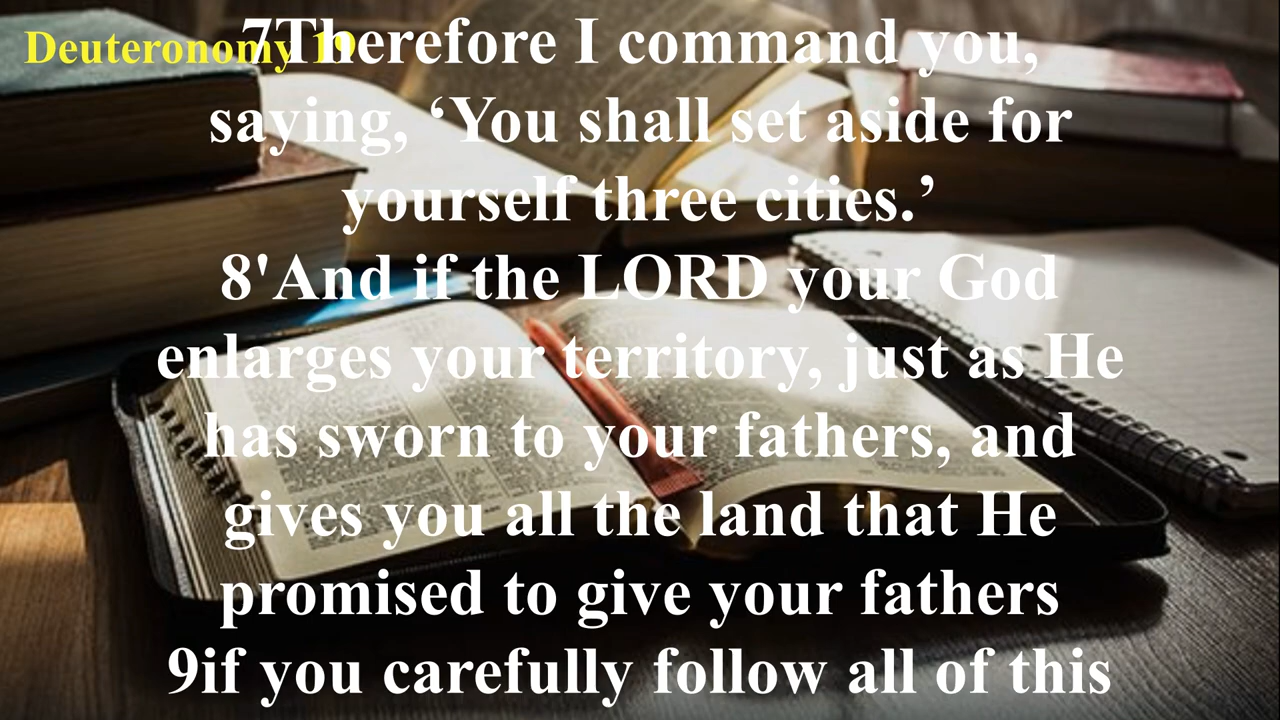 Deuteronomy 19
7Therefore I command you,
saying, ‘You shall set aside for
yourself three cities.’
8'And if the LORD your God
enlarges your territory, just as He
has sworn to your fathers, and
gives you all the land that He
promised to give your fathers
9if you carefully follow all of this